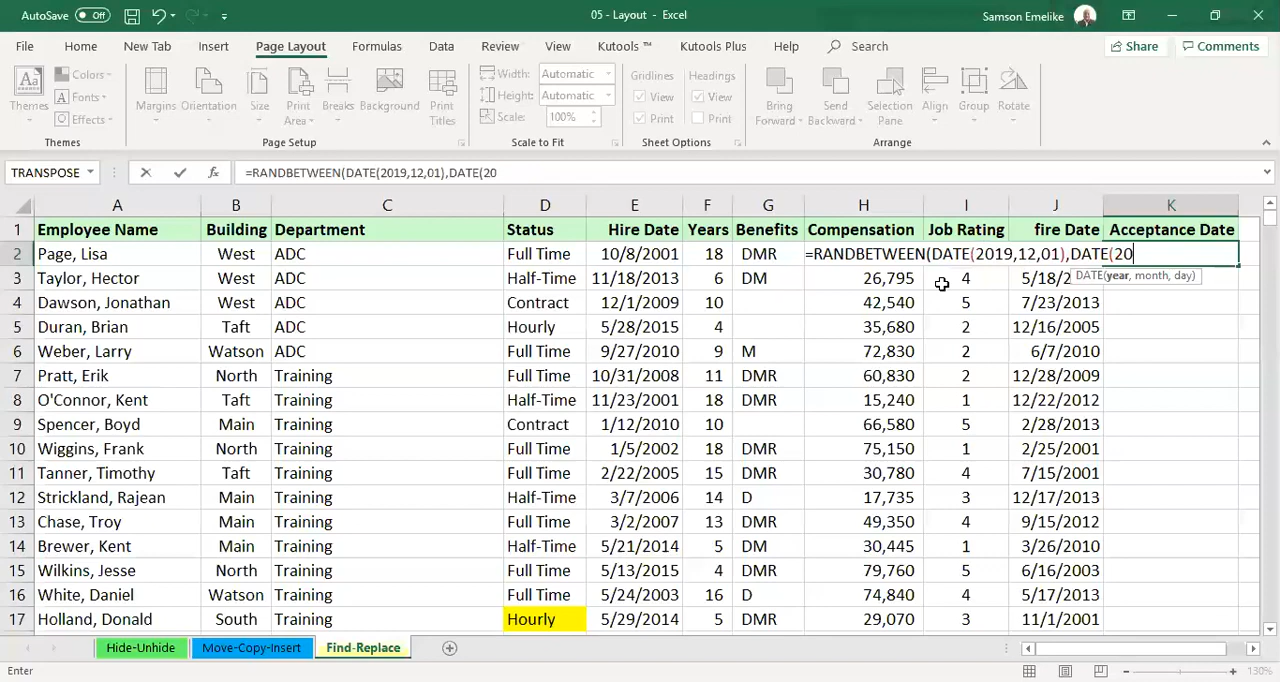 AutoSave Off 05 - Layout - Excel Samson Emelike
File Home New Tab Insert Page Layout Formulas Data Review View Kutools ™ Kutools Plus Help Search Share Comments
Themes Colors Fonts Effects Margins Orientation Size Print Area Breaks Background Print Titles Width: Automatic Height: Automatic Scale: 100% Gridlines View Print Headings View Print Bring Forward Send Backward Selection Pane Align Group Rotate
Themes Page Setup Scale to Fit Sheet Options Arrange
TRANSPOSE fx =RANDBETWEEN(DATE(2019,12,01),DATE(20
A B C D E F G H I J K
1 Employee Name Building Department Status Hire Date Years Benefits Compensation Job Rating fire Date Acceptance Date
2 Page, Lisa West ADC Full Time 10/8/2001 18 DMR =RANDBETWEEN(DATE(2019,12,01),DATE(20
DATE(year, month, day)
3 Taylor, Hector West ADC Half-Time 11/18/2013 6 DM 26,795 4 5/18/2
4 Dawson, Jonathan West ADC Contract 12/1/2009 10 42,540 5 7/23/2013
5 Duran, Brian Taft ADC Hourly 5/28/2015 4 35,680 2 12/16/2005
6 Weber, Larry Watson ADC Full Time 9/27/2010 9 M 72,830 2 6/7/2010
7 Pratt, Erik North Training Full Time 10/31/2008 11 DMR 60,830 2 12/28/2009
8 O'Connor, Kent Taft Training Half-Time 11/23/2001 18 DMR 15,240 1 12/22/2012
9 Spencer, Boyd Main Training Contract 1/12/2010 10 66,580 5 2/28/2013
10 Wiggins, Frank North Training Full Time 1/5/2002 18 DMR 75,150 1 2/25/2001
11 Tanner, Timothy Taft Training Full Time 2/22/2005 15 DMR 30,780 4 7/15/2001
12 Strickland, Rajean Main Training Half-Time 3/7/2006 14 D 17,735 3 12/17/2013
13 Chase, Troy Main Training Full Time 3/2/2007 13 DMR 49,350 4 9/15/2012
14 Brewer, Kent Main Training Half-Time 5/21/2014 5 DM 30,445 1 3/26/2010
15 Wilkins, Jesse North Training Full Time 5/13/2015 4 DMR 79,760 5 6/16/2003
16 White, Daniel Watson Training Full Time 5/24/2003 16 D 74,840 4 5/17/2013
17 Holland, Donald South Training Hourly 5/29/2014 5 DMR 29,070 3 11/1/2001
Hide-Unhide Move-Copy-Insert Find-Replace
Enter 130%